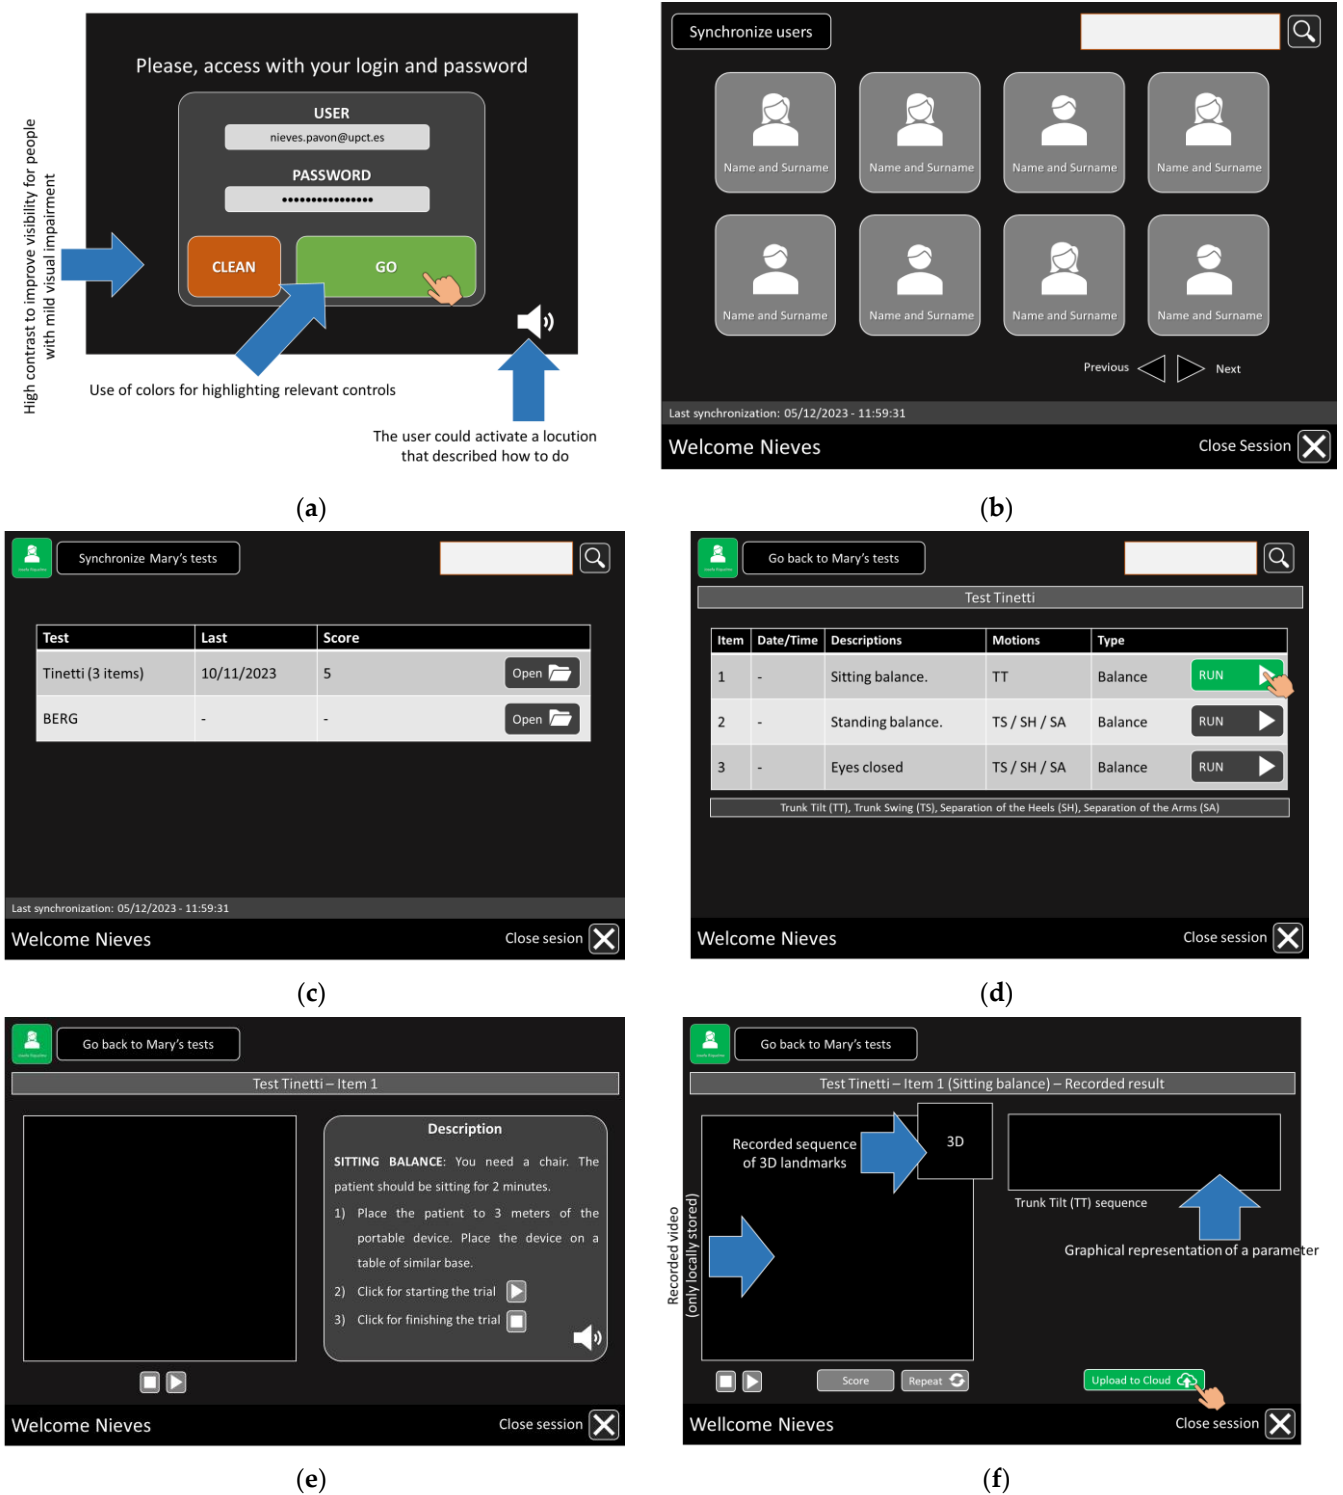 Please, access with your login and password
USER
nieves.pavon@upct.es
PASSWORD
••••••••••••••••
CLEAN
GO
High contrast to improve visibility for people
with mild visual impairment
Use of colors for highlighting relevant controls
The user could activate a locution
that described how to do
(a)
Synchronize users
Name and Surname
Name and Surname
Name and Surname
Name and Surname
Name and Surname
Name and Surname
Name and Surname
Name and Surname
Previous
Next
Last synchronization: 05/12/2023 - 11:59:31
Welcome Nieves
Close Session
(b)
Synchronize Mary's tests
Test Last Score
Tinetti (3 items) 10/11/2023 5 Open
BERG - - Open
Last synchronization: 05/12/2023 - 11:59:31
Welcome Nieves
Close sesion
(c)
Go back to Mary's tests
Test Tinetti
Item Date/Time Descriptions Motions Type
1 - Sitting balance. TT Balance RUN
2 - Standing balance. TS / SH / SA Balance RUN
3 - Eyes closed TS / SH / SA Balance RUN
Trunk Tilt (TT), Trunk Swing (TS), Separation of the Heels (SH), Separation of the Arms (SA)
Welcome Nieves
Close session
(d)
Go back to Mary's tests
Test Tinetti – Item 1
Description
SITTING BALANCE: You need a chair. The
patient should be sitting for 2 minutes.
1) Place the patient to 3 meters of the
portable device. Place the device on a
table of similar base.
2) Click for starting the trial
3) Click for finishing the trial
Welcome Nieves
Close session
(e)
Go back to Mary's tests
Test Tinetti – Item 1 (Sitting balance) – Recorded result
Recorded sequence
of 3D landmarks
3D
Trunk Tilt (TT) sequence
Graphical representation of a parameter
Recorded video
(only locally stored)
Score
Repeat
Upload to Cloud
Wellcome Nieves
Close session
(f)